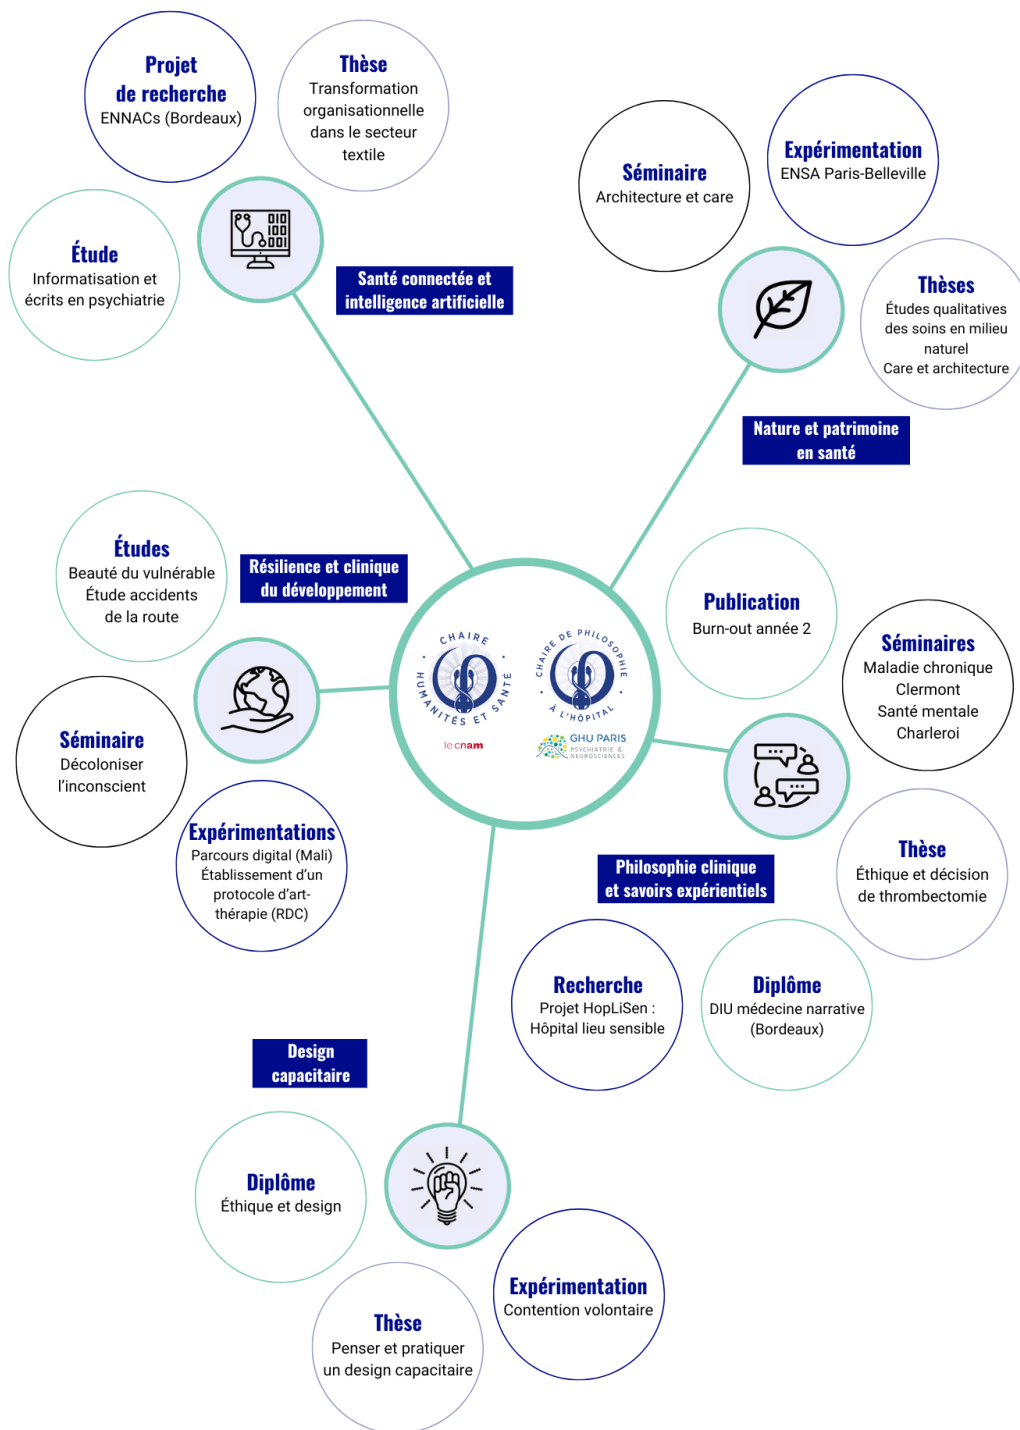 Projet
de recherche
ENNACs (Bordeaux)
Thèse
Transformation
organisationnelle
dans le secteur
textile
Étude
Informatisation et
écrits en psychiatrie
010
100
001
Santé connectée et
intelligence artificielle
Séminaire
Architecture et care
Expérimentation
ENSA Paris-Belleville
Thèses
Études qualitatives
des soins en milieu
naturel
Care et architecture
Nature et patrimoine
en santé
Études
Beauté du vulnérable
Étude accidents
de la route
Résilience et clinique
du développement
Séminaire
Décoloniser
l’inconscient
Expérimentations
Parcours digital (Mali)
Établissement d’un
protocole d’art-
thérapie (RDC)
CHAIRE
HUMANITÉS ET SANTÉ
le cnam
CHAIRE DE PHILOSOPHIE
À L'HÔPITAL
GHU PARIS
PSYCHIATRIE &
NEUROSCIENCES
Publication
Burn-out année 2
Séminaires
Maladie chronique
Clermont
Santé mentale
Charleroi
Thèse
Éthique et décision
de thrombectomie
Philosophie clinique
et savoirs expérientiels
Recherche
Projet HopLiSen :
Hôpital lieu sensible
Diplôme
DIU médecine narrative
(Bordeaux)
Design
capacitaire
Diplôme
Éthique et design
Expérimentation
Contention volontaire
Thèse
Penser et pratiquer
un design capacitaire